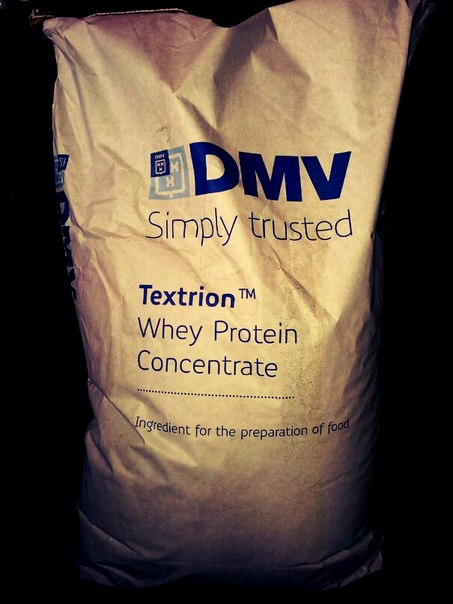 DMV
Simply trusted
Textrion™
Whey Protein
Concentrate
Ingredient for the preparation of food